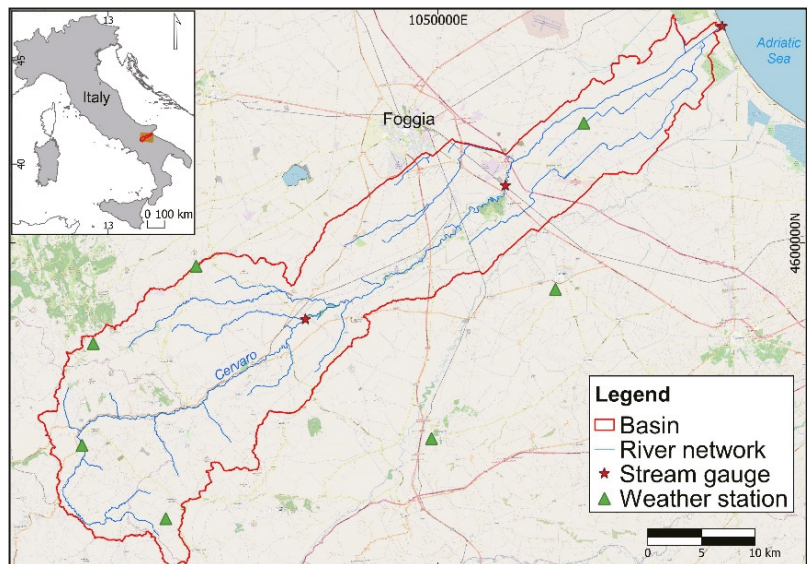 1050000E
13
45
Italy
40
0 100 km
13
Adriatic
Sea
Foggia
4600000N
Cervaro
Legend
Basin
River network
Stream gauge
Weather station
0 5 10 km